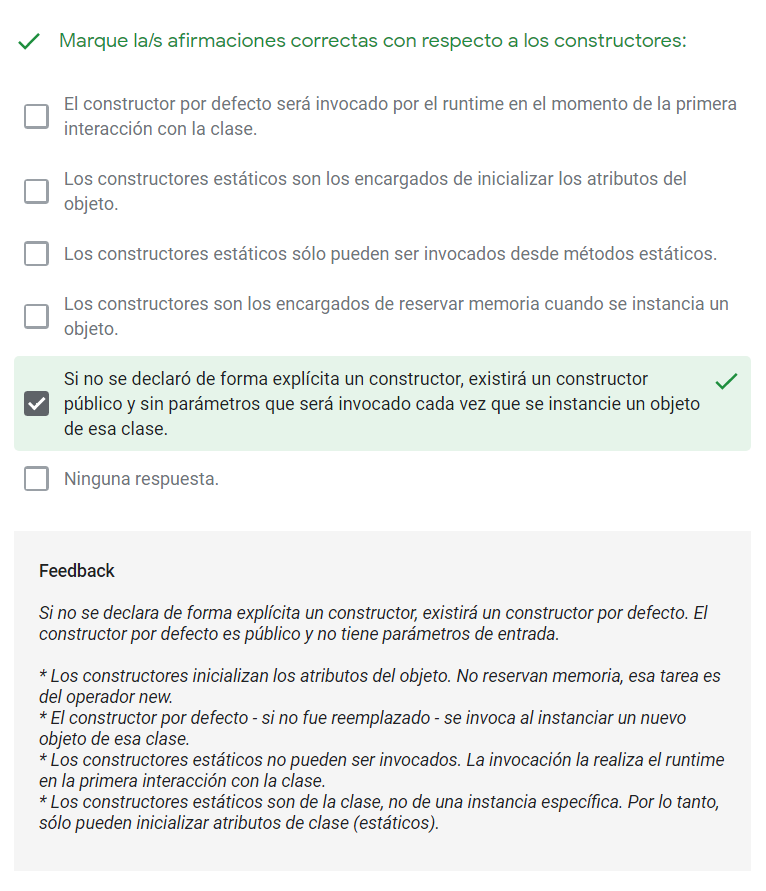 Marque la/s afirmaciones correctas con respecto a los constructores:
El constructor por defecto será invocado por el runtime en el momento de la primera
interacción con la clase.
Los constructores estáticos son los encargados de inicializar los atributos del
objeto.
Los constructores estáticos sólo pueden ser invocados desde métodos estáticos.
Los constructores son los encargados de reservar memoria cuando se instancia un
objeto.
Si no se declaró de forma explícita un constructor, existirá un constructor
público y sin parámetros que será invocado cada vez que se instancie un objeto
de esa clase.
Ninguna respuesta.
Feedback
Si no se declara de forma explícita un constructor, existirá un constructor por defecto. El
constructor por defecto es público y no tiene parámetros de entrada.
* Los constructores inicializan los atributos del objeto. No reservan memoria, esa tarea es
del operador new.
* El constructor por defecto - si no fue reemplazado - se invoca al instanciar un nuevo
objeto de esa clase.
* Los constructores estáticos no pueden ser invocados. La invocación la realiza el runtime
en la primera interacción con la clase.
* Los constructores estáticos son de la clase, no de una instancia específica. Por lo tanto,
sólo pueden inicializar atributos de clase (estáticos).